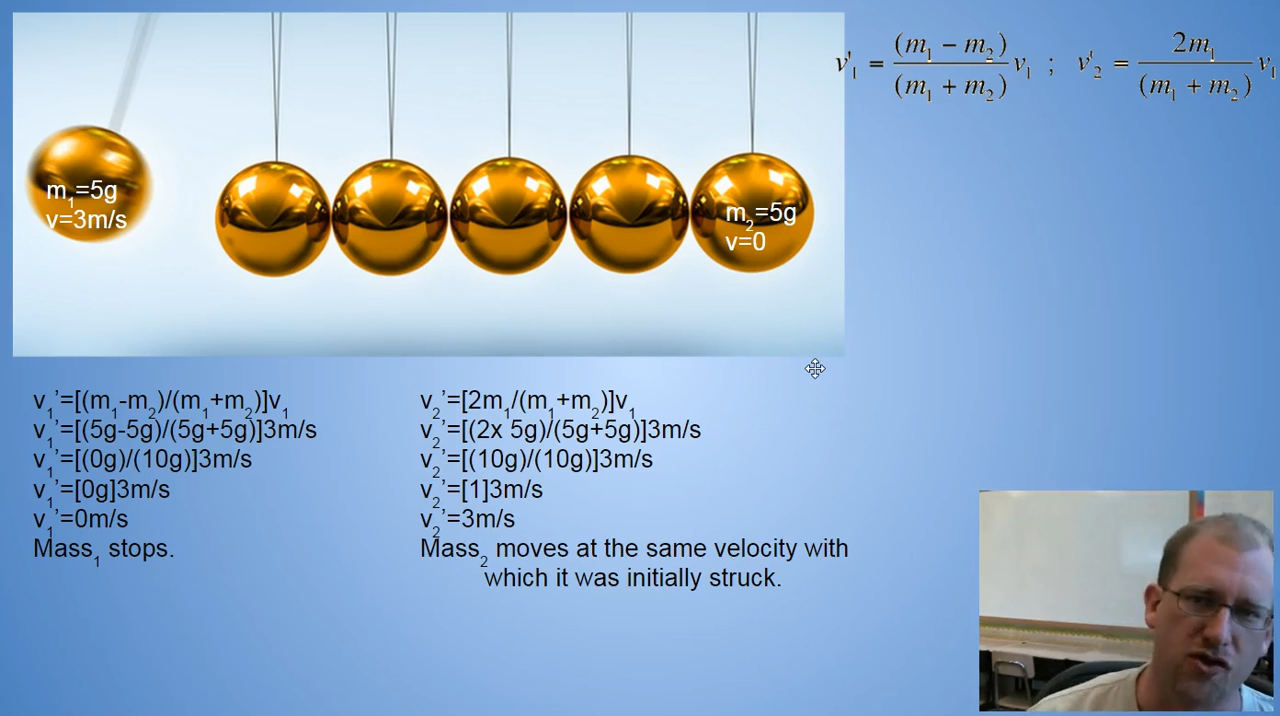 v'₁ = (m₁ − m₂)/(m₁ + m₂) v₁ ; v'₂ = 2m₁/(m₁ + m₂) v₁
m₁=5g
v=3m/s
m₂=5g
v=0
v₁’=[(m₁-m₂)/(m₁+m₂)]v₁
v₁’=[(5g-5g)/(5g+5g)]3m/s
v₁’=[(0g)/(10g)]3m/s
v₁’=[0g]3m/s
v₁’=0m/s
Mass₁ stops.
v₂’=[2m₁/(m₁+m₂)]v₁
v₂’=[(2x 5g)/(5g+5g)]3m/s
v₂’=[(10g)/(10g)]3m/s
v₂’=[1]3m/s
v₂’=3m/s
Mass₂ moves at the same velocity with
which it was initially struck.